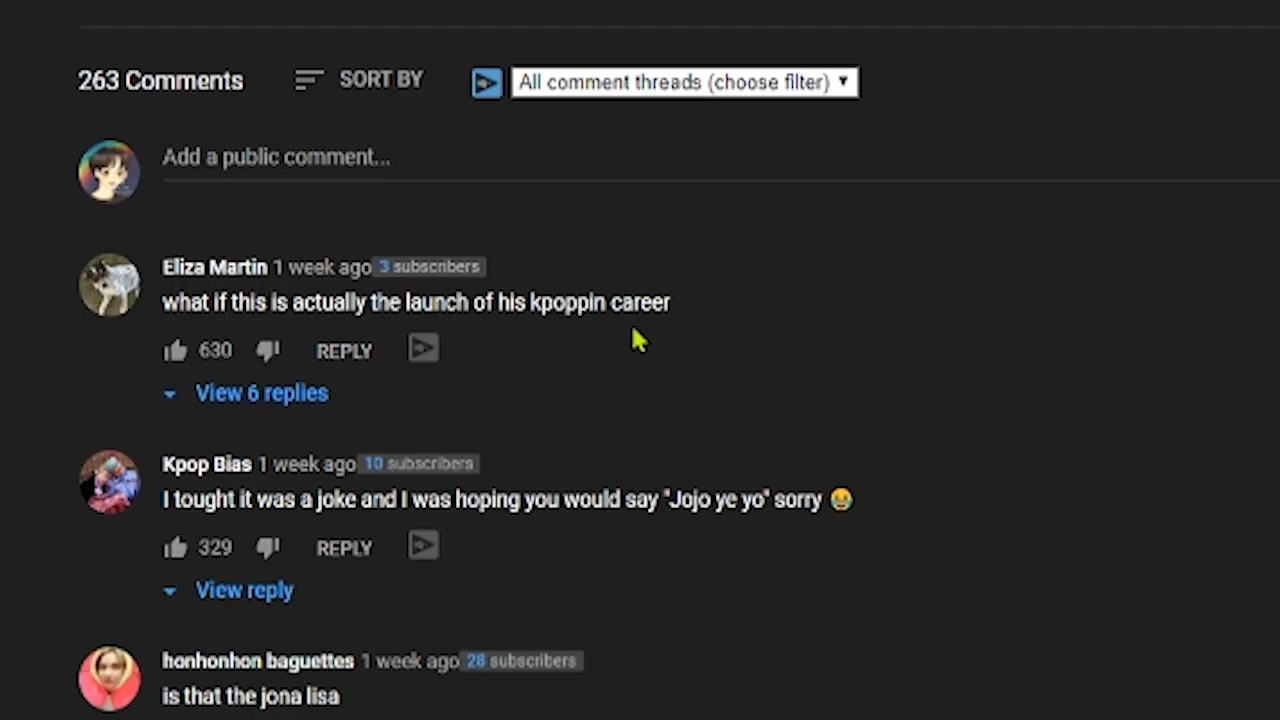 263 Comments SORT BY All comment threads (choose filter)
Add a public comment...
Eliza Martin 1 week ago 3 subscribers
what if this is actually the launch of his kpoppin career
630 REPLY
View 6 replies
Kpop Bias 1 week ago 10 subscribers
I tought it was a joke and I was hoping you would say "Jojo ye yo" sorry 😂
329 REPLY
View reply
honhonhon baguettes 1 week ago 28 subscribers
is that the jona lisa